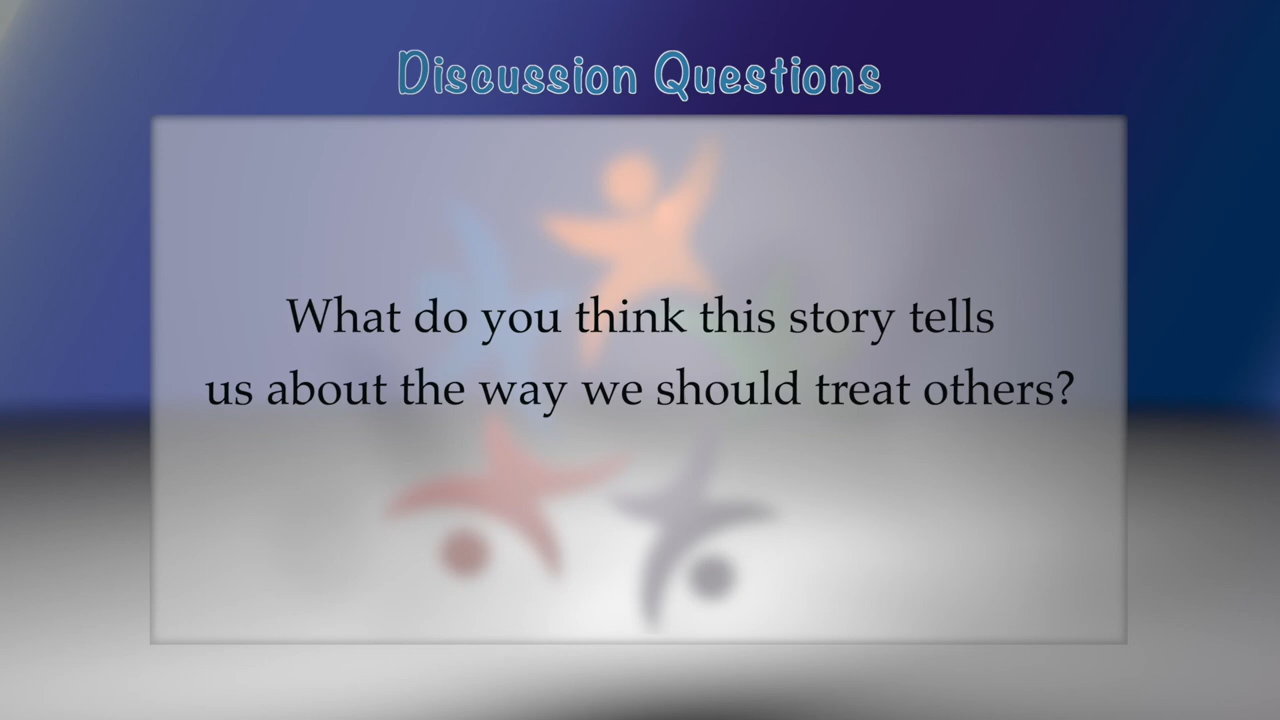 Discussion Questions
What do you think this story tells
us about the way we should treat others?